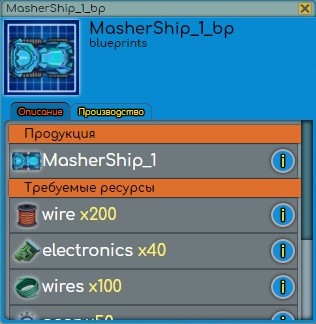 MasherShip_1_bp
MasherShip_1_bp
blueprints
Описание Производство
Продукция
MasherShip_1
Требуемые ресурсы
wire x200
electronics x40
wires x100